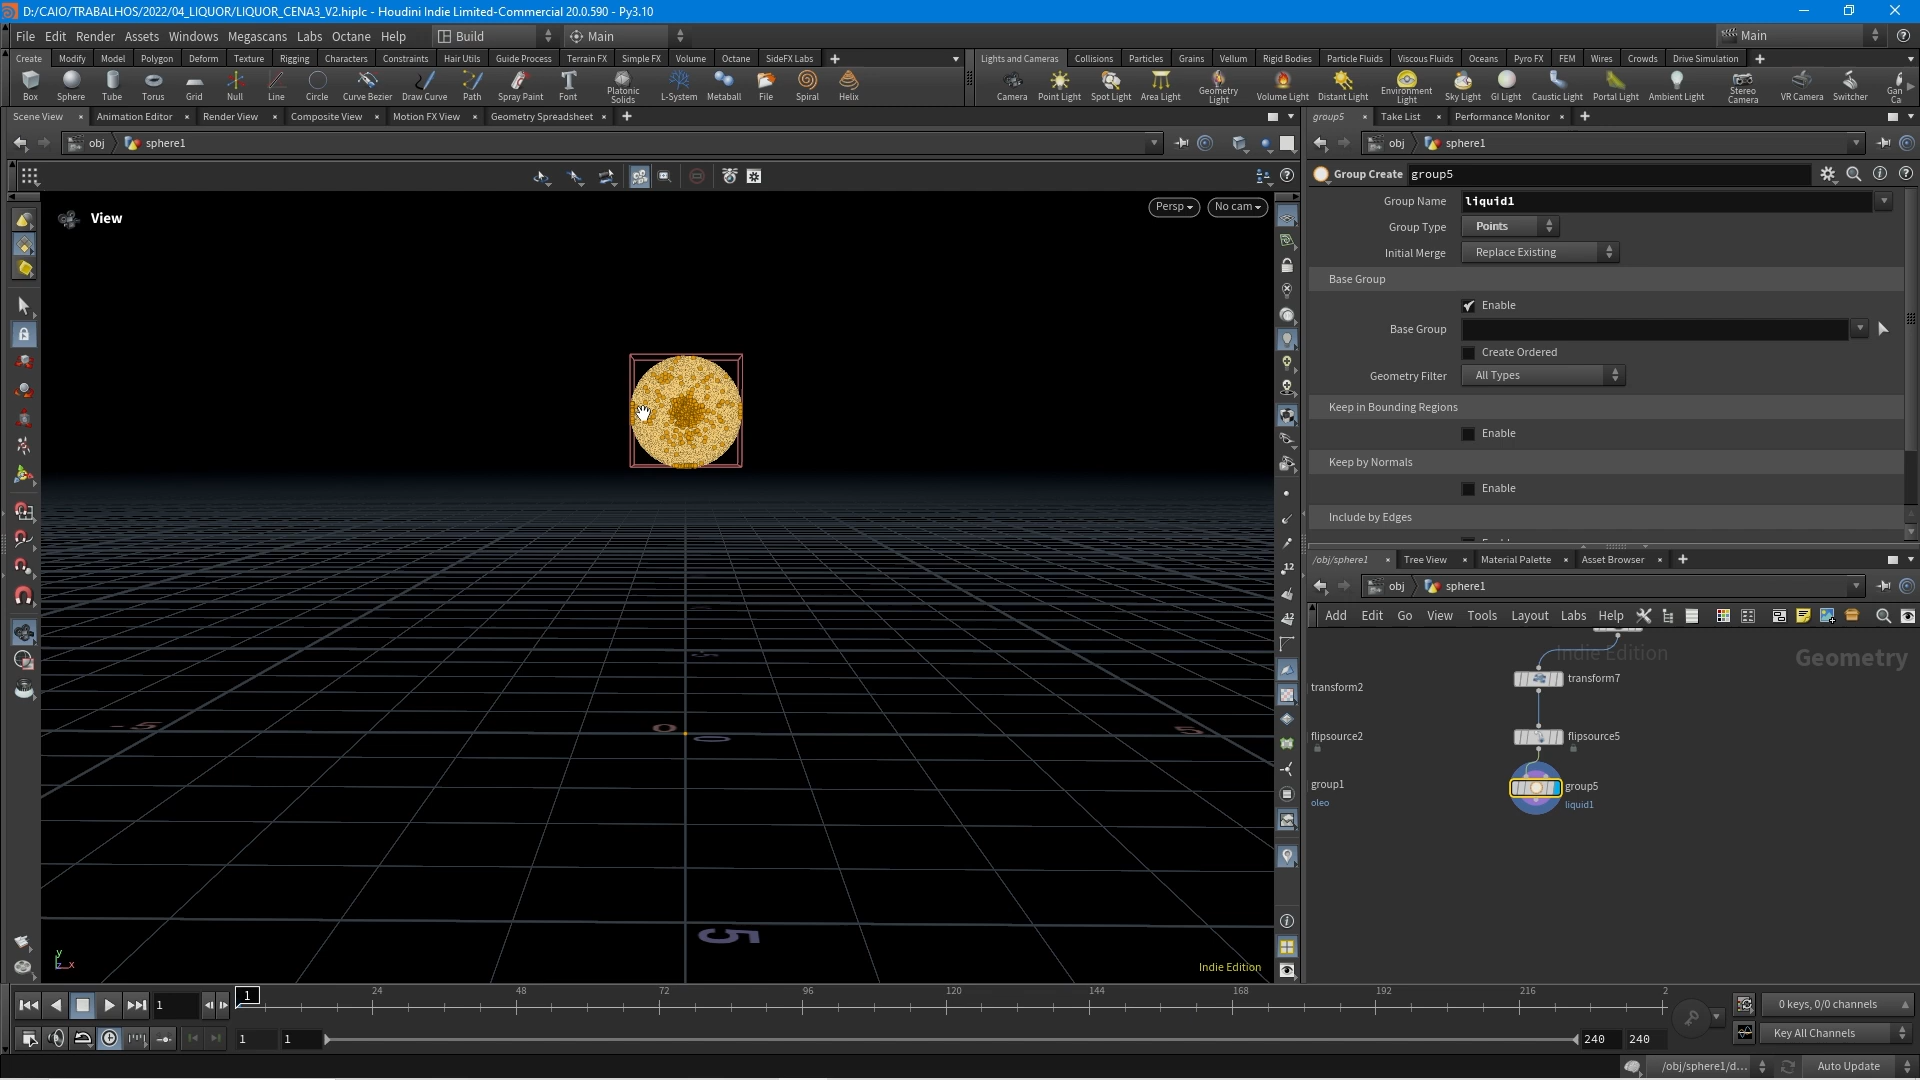 D:/CAIO/TRABALHOS/2022/04_LIQUOR/LIQUOR_CENA3_V2.hiplc - Houdini Indie Limited-Commercial 20.0.590 - Py3.10
File Edit Render Assets Windows Megascans Labs Octane Help Build Main Main
Create Modify Model Polygon Deform Texture Rigging Characters Constraints Hair Utils Guide Process Terrain FX Simple FX Volume Octane SideFX Labs
Lights and Cameras Collisions Particles Grains Vellum Rigid Bodies Particle Fluids Viscous Fluids Oceans Pyro FX FEM Wires Crowds Drive Simulation
Box Sphere Tube Torus Grid Null Line Circle Curve Bezier Draw Curve Path Spray Paint Font Platonic Solids L-System Metaball File Spiral Helix
Camera Point Light Spot Light Area Light Geometry Light Volume Light Distant Light Environment Light Sky Light GI Light Caustic Light Portal Light Ambient Light Stereo Camera VR Camera Switcher Gan Ca
Scene View Animation Editor Render View Composite View Motion FX View Geometry Spreadsheet
group5 Take List Performance Monitor
obj sphere1
obj sphere1
View
Persp No cam
Group Create group5
Group Name liquid1
Group Type Points
Initial Merge Replace Existing
Base Group
Enable
Base Group
Create Ordered
Geometry Filter All Types
Keep in Bounding Regions
Enable
Keep by Normals
Enable
Include by Edges
/obj/sphere1 Tree View Material Palette Asset Browser
obj sphere1
Add Edit Go View Tools Layout Labs Help
Indie Edition
Geometry
transform7
transform2
flipsource5
flipsource2
group5
liquid1
group1
oleo
5 0 0 5
5
y
z x
Indie Edition
1 1 24 48 72 96 120 144 168 192 216 2
0 keys, 0/0 channels
1 1 240 240
Key All Channels
/obj/sphere1/d... Auto Update